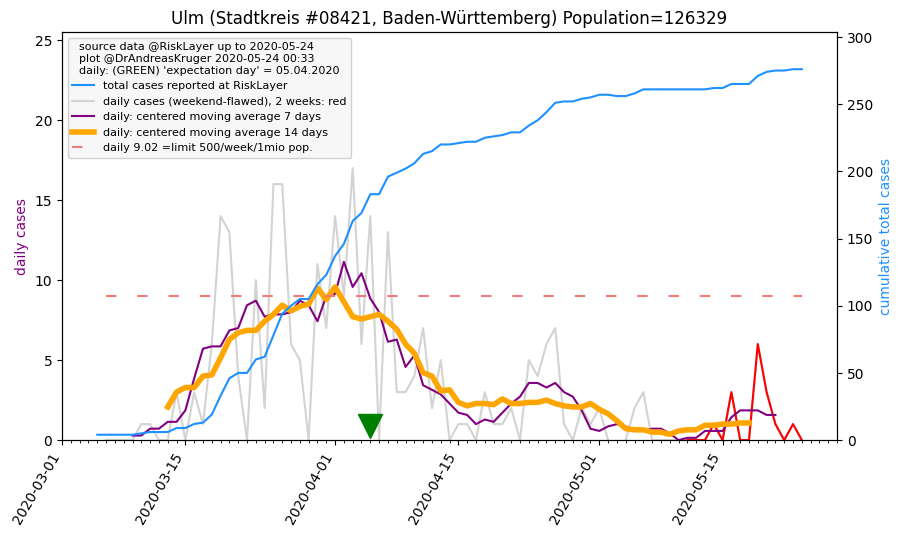 Ulm (Stadtkreis #08421, Baden-Württemberg) Population=126329
source data @RiskLayer up to 2020-05-24
plot @DrAndreasKruger 2020-05-24 00:33
daily: (GREEN) 'expectation day' = 05.04.2020
total cases reported at RiskLayer
daily cases (weekend-flawed), 2 weeks: red
daily: centered moving average 7 days
daily: centered moving average 14 days
daily 9.02 =limit 500/week/1mio pop.
daily cases
25
20
15
10
5
0
300
250
200
150
100
50
0
cumulative total cases
2020-03-01
2020-03-15
2020-04-01
2020-04-15
2020-05-01
2020-05-15